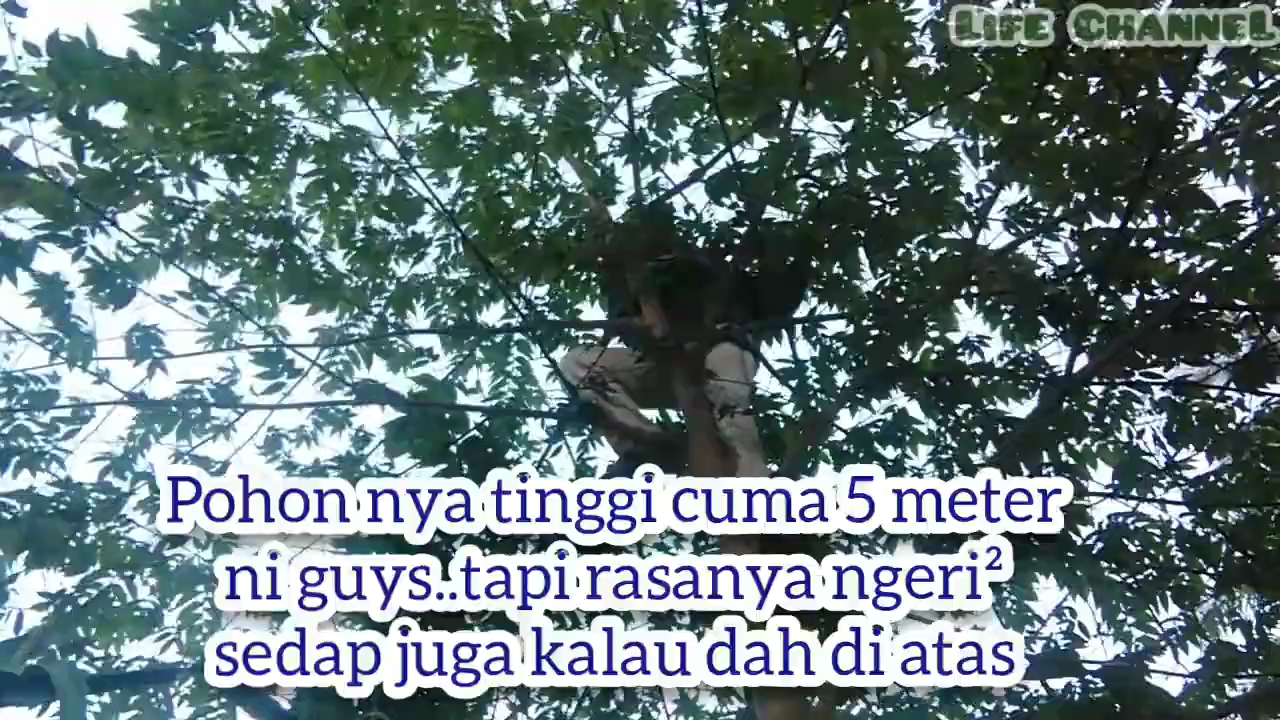 Life Channel
Pohon nya tinggi cuma 5 meter
ni guys..tapi rasanya ngeri²
sedap juga kalau dah di atas